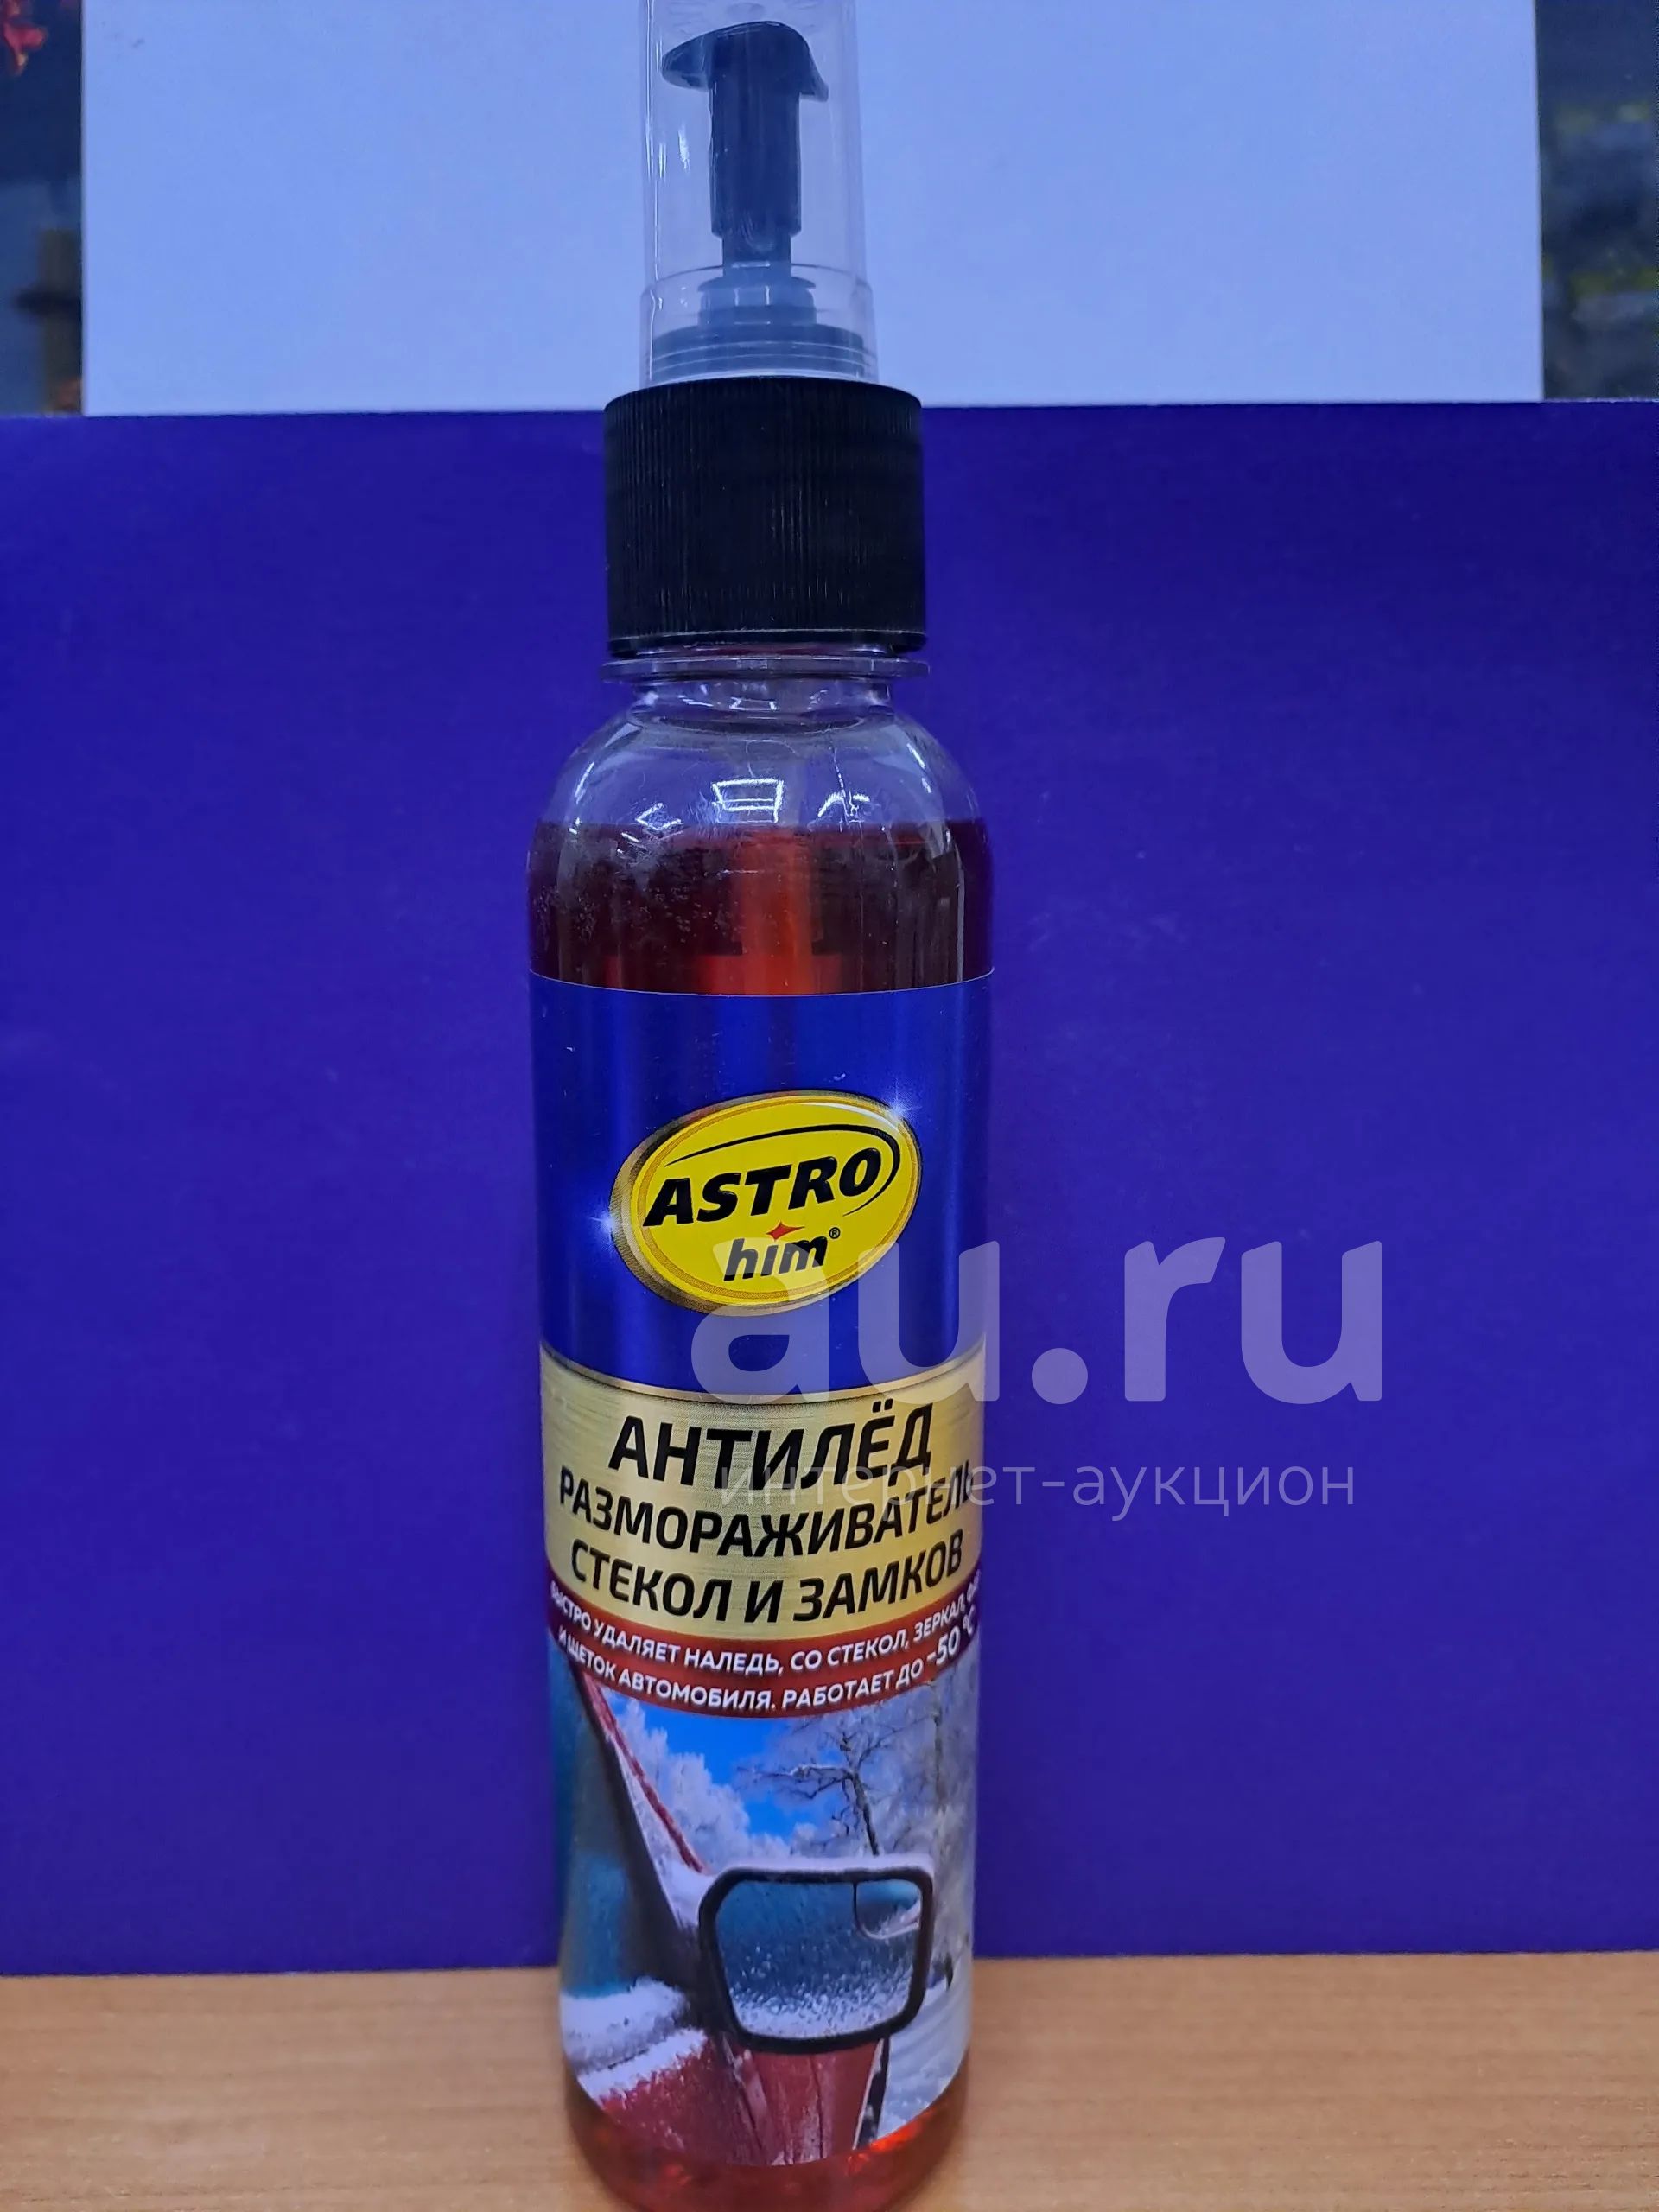 ASTRO
him®
au.ru
АНТИЛЁД
интернет-аукцион
РАЗМОРАЖИВАТЕЛЬ
СТЕКОЛ И ЗАМКОВ
БЫСТРО УДАЛЯЕТ НАЛЕДЬ, СО СТЕКОЛ, ЗЕРКАЛ,
И ЩЕТОК АВТОМОБИЛЯ. РАБОТАЕТ ДО -50 °C